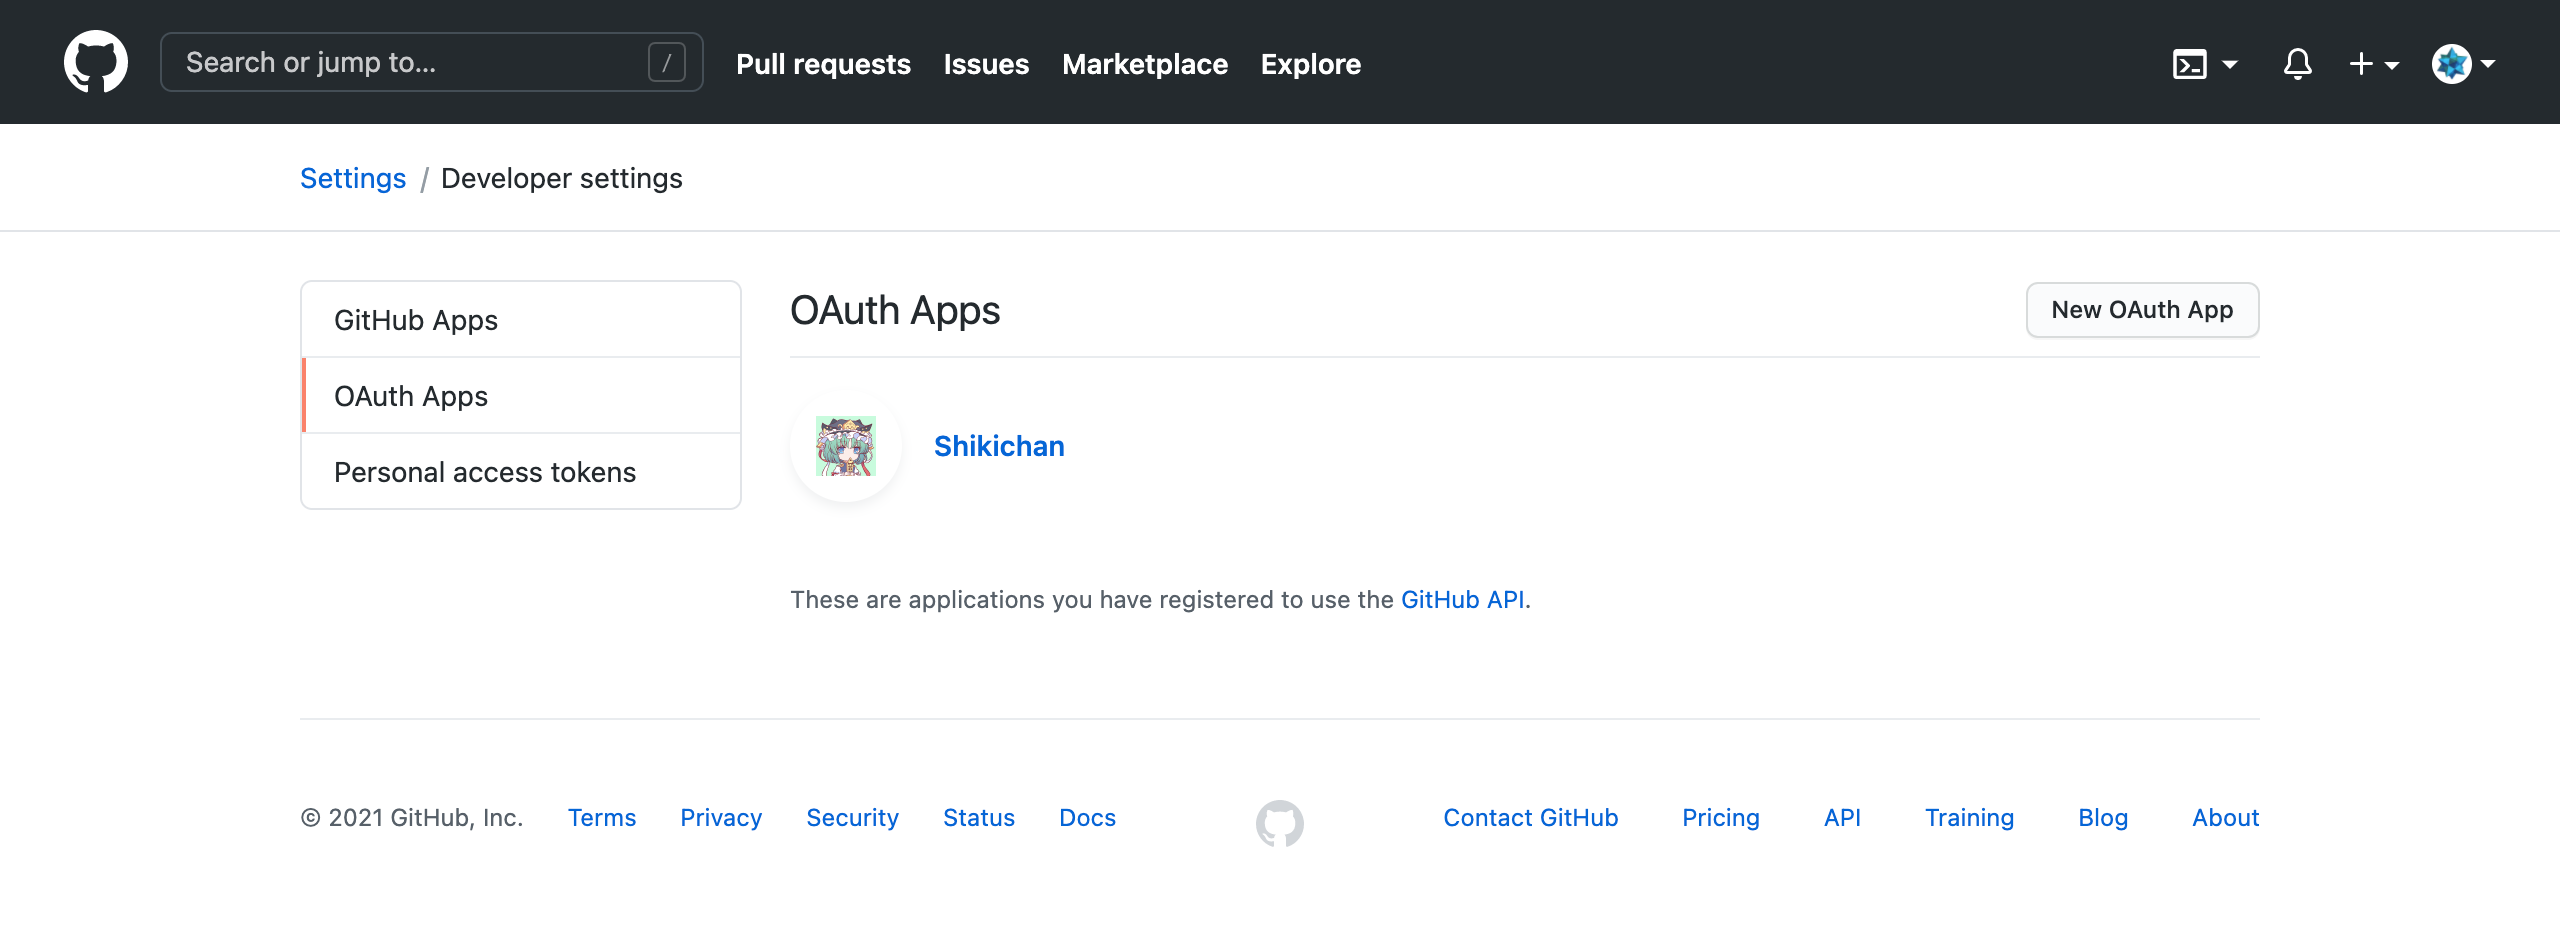 Search or jump to... /
Pull requests Issues Marketplace Explore
Settings / Developer settings
GitHub Apps
OAuth Apps
Personal access tokens
OAuth Apps
New OAuth App
Shikichan
These are applications you have registered to use the GitHub API.
© 2021 GitHub, Inc. Terms Privacy Security Status Docs Contact GitHub Pricing API Training Blog About